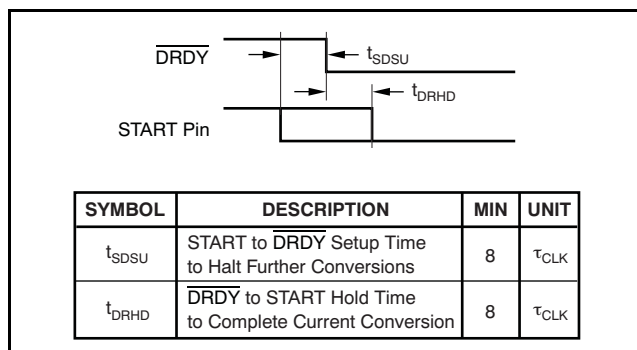 DRDY
tSDSU
tDRHD
START Pin
SYMBOL DESCRIPTION MIN UNIT
tSDSU START to DRDY Setup Time to Halt Further Conversions 8 τCLK
tDRHD DRDY to START Hold Time to Complete Current Conversion 8 τCLK